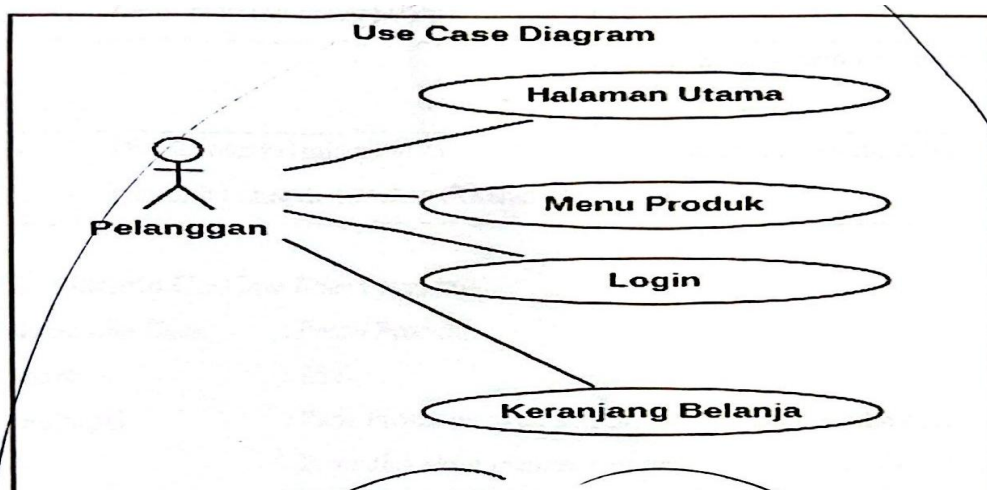 Use Case Diagram
Halaman Utama
Menu Produk
Pelanggan
Login
Keranjang Belanja